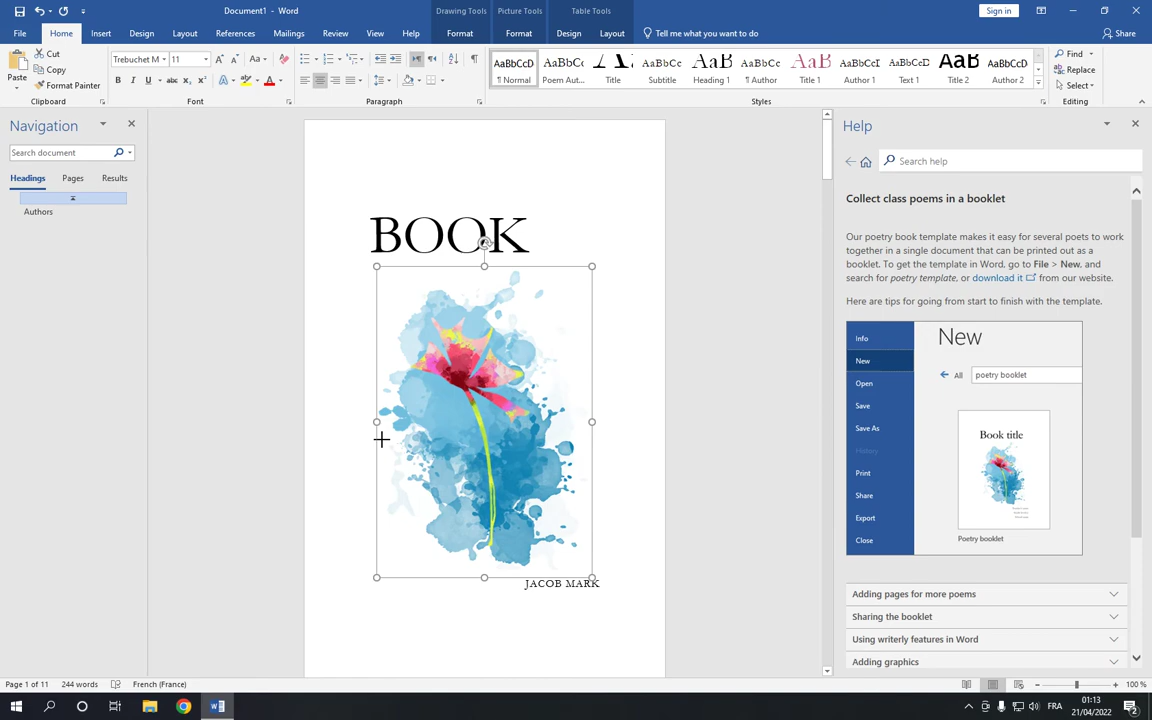 Document1 - Word
Drawing Tools
Picture Tools
Table Tools
Sign in
File
Home
Insert
Design
Layout
References
Mailings
Review
View
Help
Format
Format
Design
Layout
Tell me what you want to do
Share
Paste
Cut
Copy
Format Painter
Clipboard
Trebuchet M
11
Font
Paragraph
AaBbCcD
¶ Normal
AaBbCc
Poem Aut...
Title
AaBbCc
Subtitle
AaBb
Heading 1
AaBbCc
¶ Author
AaB
Title 1
AaBbC
Author 1
AaBbCc
Text 1
AaB
Title 2
AaBbCcD
Author 2
Styles
Find
Replace
Select
Editing
Navigation
Search document
Headings
Pages
Results
Authors
BOOK
JACOB MARK
Help
Search help
Collect class poems in a booklet
Our poetry book template makes it easy for several poets to work
together in a single document that can be printed out as a
booklet. To get the template in Word, go to File > New, and
search for poetry template, or download it from our website.
Here are tips for going from start to finish with the template.
Info
New
Open
Save
Save As
History
Print
Share
Export
Close
New
All
poetry booklet
Book title
Poetry booklet
Adding pages for more poems
Sharing the booklet
Using writerly features in Word
Adding graphics
Page 1 of 11
244 words
French (France)
100 %
FRA
01:13
21/04/2022
2